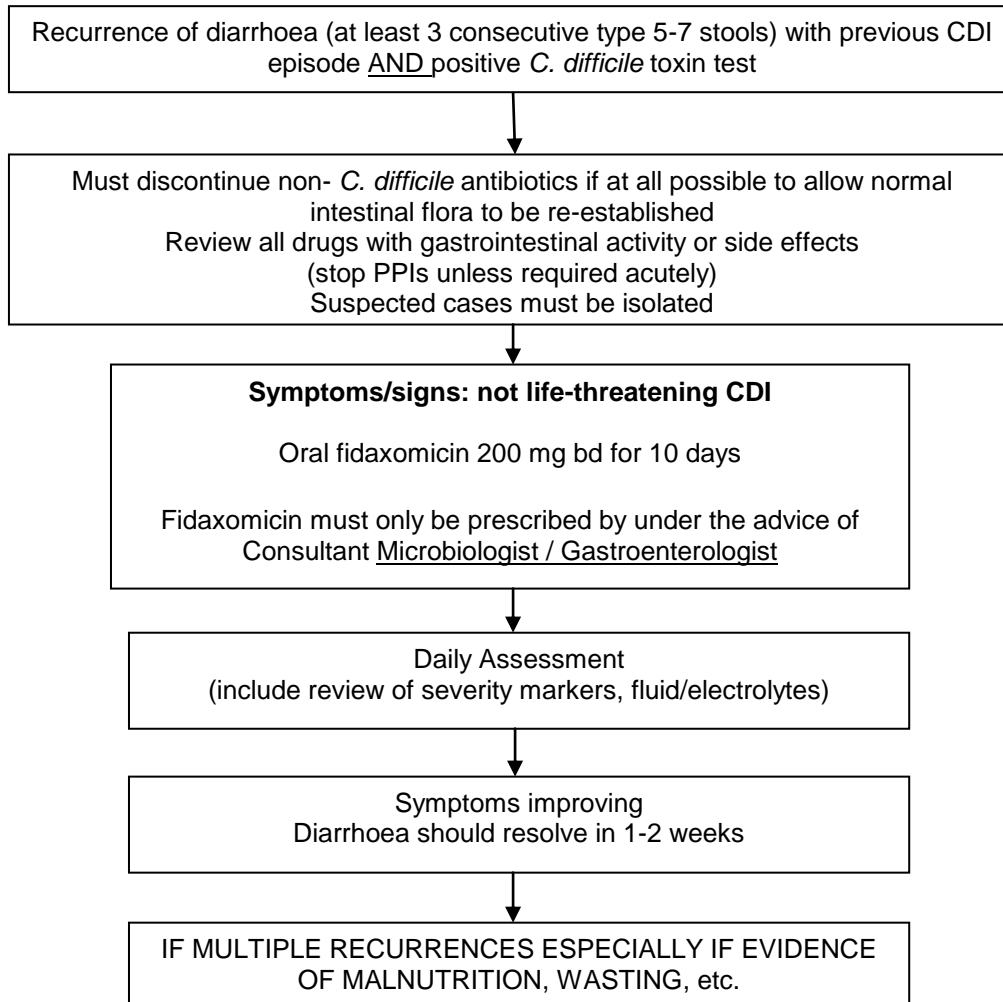 Recurrence of diarrhoea (at least 3 consecutive type 5-7 stools) with previous CDI
episode AND positive C. difficile toxin test
Must discontinue non- C. difficile antibiotics if at all possible to allow normal
intestinal flora to be re-established
Review all drugs with gastrointestinal activity or side effects
(stop PPIs unless required acutely)
Suspected cases must be isolated
Symptoms/signs: not life-threatening CDI
Oral fidaxomicin 200 mg bd for 10 days
Fidaxomicin must only be prescribed by under the advice of
Consultant Microbiologist / Gastroenterologist
Daily Assessment
(include review of severity markers, fluid/electrolytes)
Symptoms improving
Diarrhoea should resolve in 1-2 weeks
IF MULTIPLE RECURRENCES ESPECIALLY IF EVIDENCE
OF MALNUTRITION, WASTING, etc.